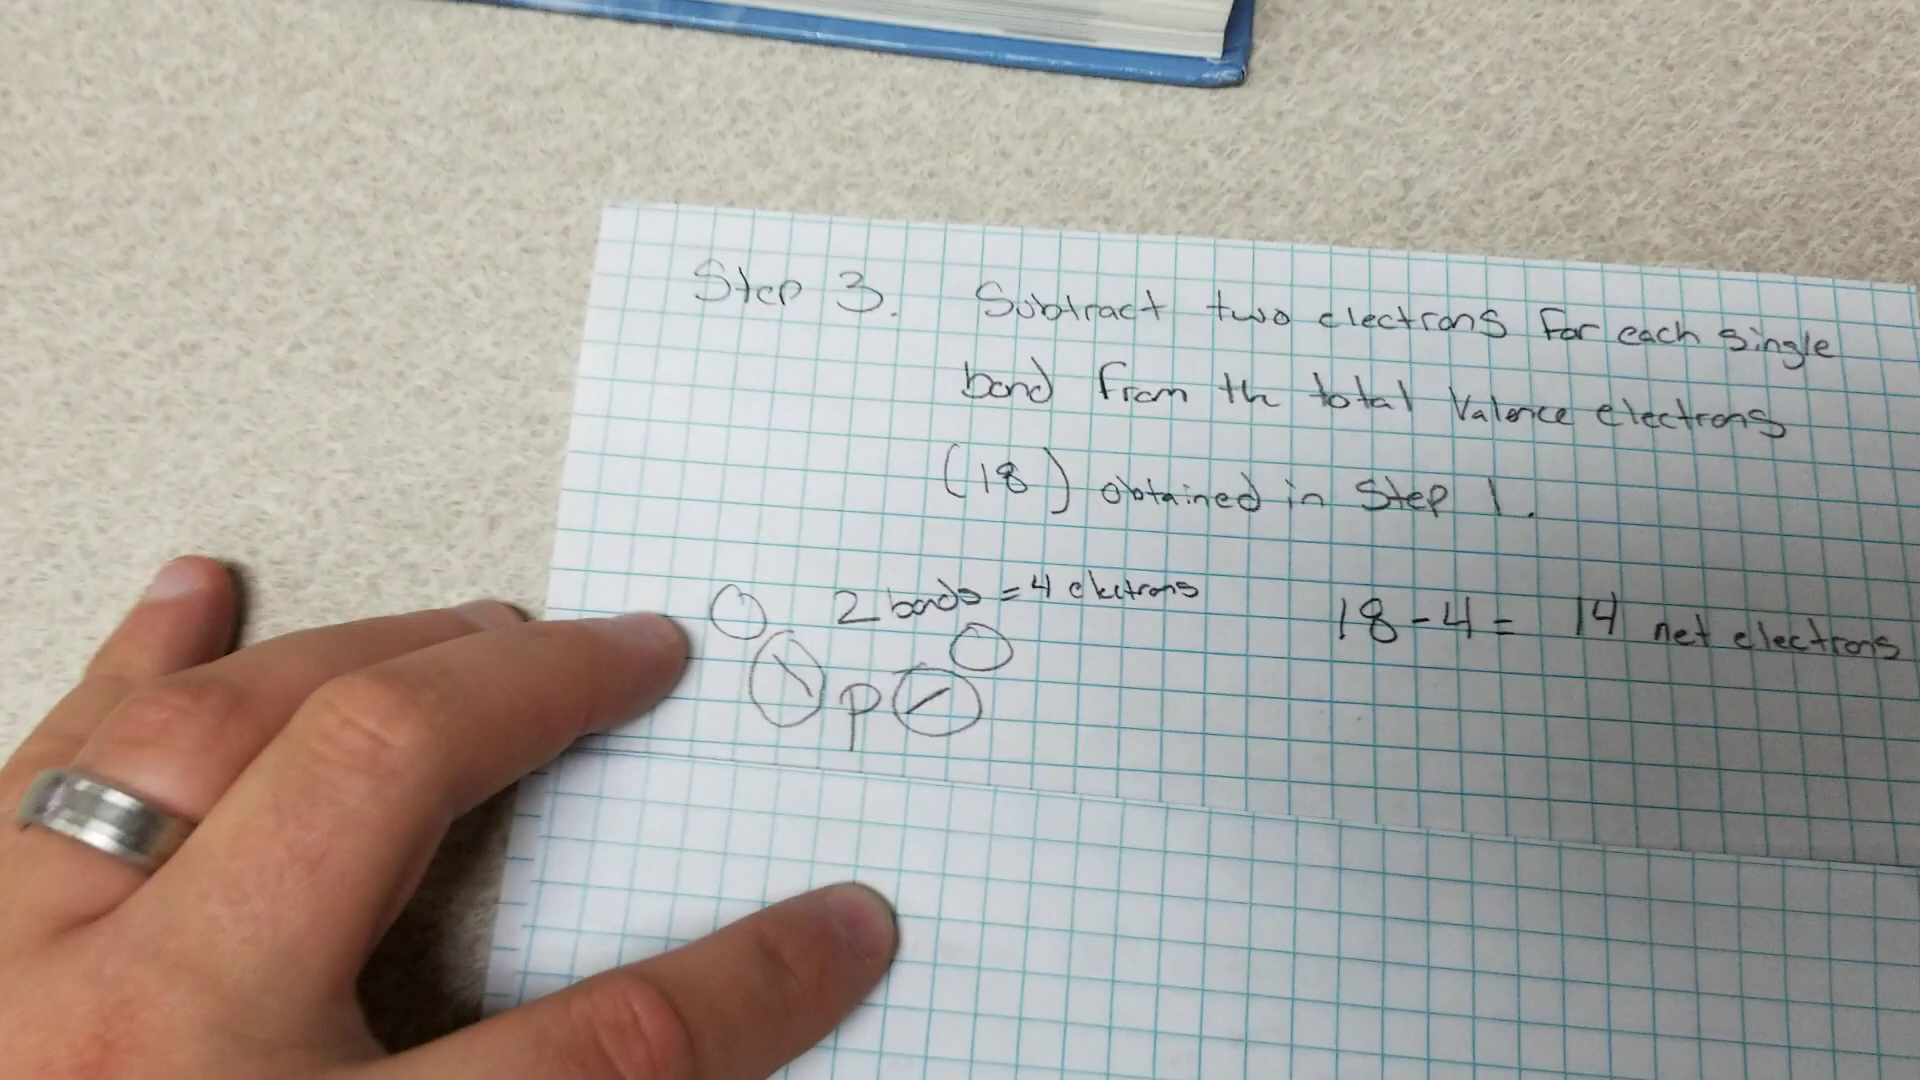 Step 3. Subtract two electrons for each single
bond from the total Valence electrons
(18) obtained in Step 1.
2 bonds = 4 electrons
18 - 4 = 14 net electrons
O O
P